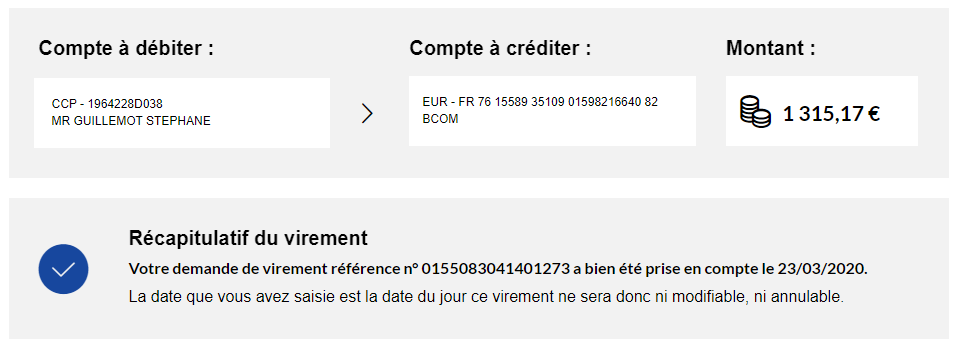 Compte à débiter :
CCP - 1964228D038
MR GUILLEMOT STEPHANE
Compte à créditer :
EUR - FR 76 15589 35109 01598216640 82
BCOM
Montant :
1 315,17 €
Récapitulatif du virement
Votre demande de virement référence n° 0155083041401273 a bien été prise en compte le 23/03/2020.
La date que vous avez saisie est la date du jour ce virement ne sera donc ni modifiable, ni annulable.